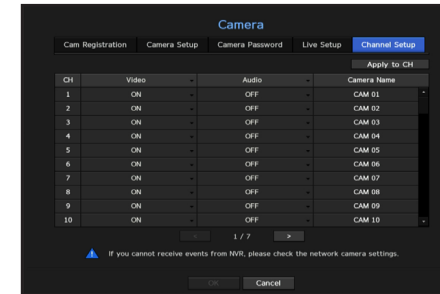 Camera
Cam Registration Camera Setup Camera Password Live Setup Channel Setup
Apply to CH
CH Video Audio Camera Name
1 ON OFF CAM 01
2 ON OFF CAM 02
3 ON OFF CAM 03
4 ON OFF CAM 04
5 ON OFF CAM 05
6 ON OFF CAM 06
7 ON OFF CAM 07
8 ON OFF CAM 08
9 ON OFF CAM 09
10 ON OFF CAM 10
< 1 / 7 >
If you cannot receive events from NVR, please check the network camera settings.
OK Cancel